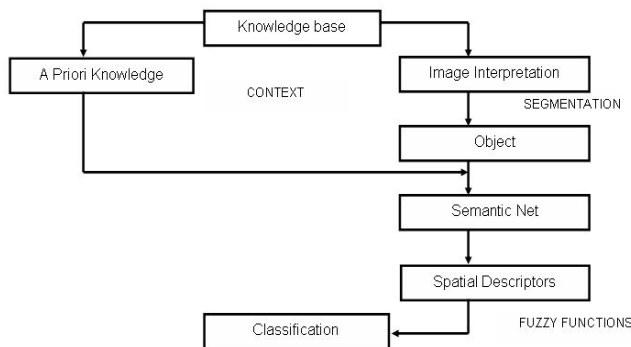 Knowledge base
A Priori Knowledge
Image Interpretation
CONTEXT
SEGMENTATION
Object
Semantic Net
Spatial Descriptors
Classification
FUZZY FUNCTIONS